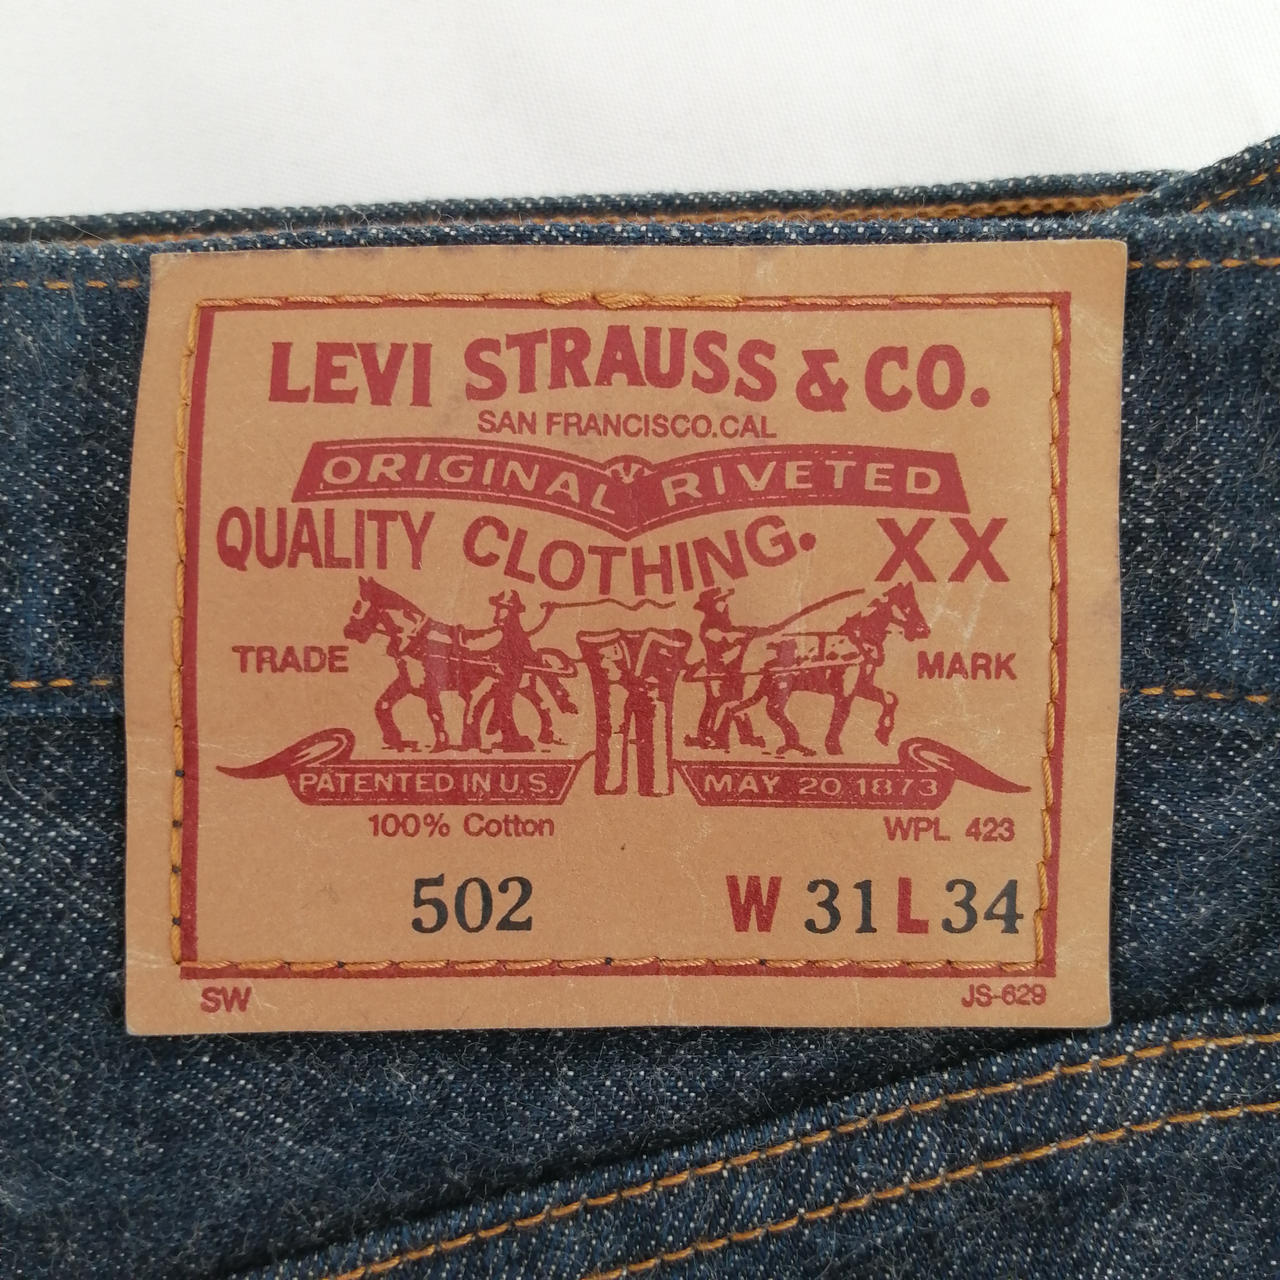 LEVI STRAUSS & CO.
SAN FRANCISCO.CAL
ORIGINAL RIVETED
QUALITY CLOTHING. XX
TRADE MARK
PATENTED IN U.S. MAY 20 1873
100% Cotton WPL 423
502 W 31 L 34
SW JS-629